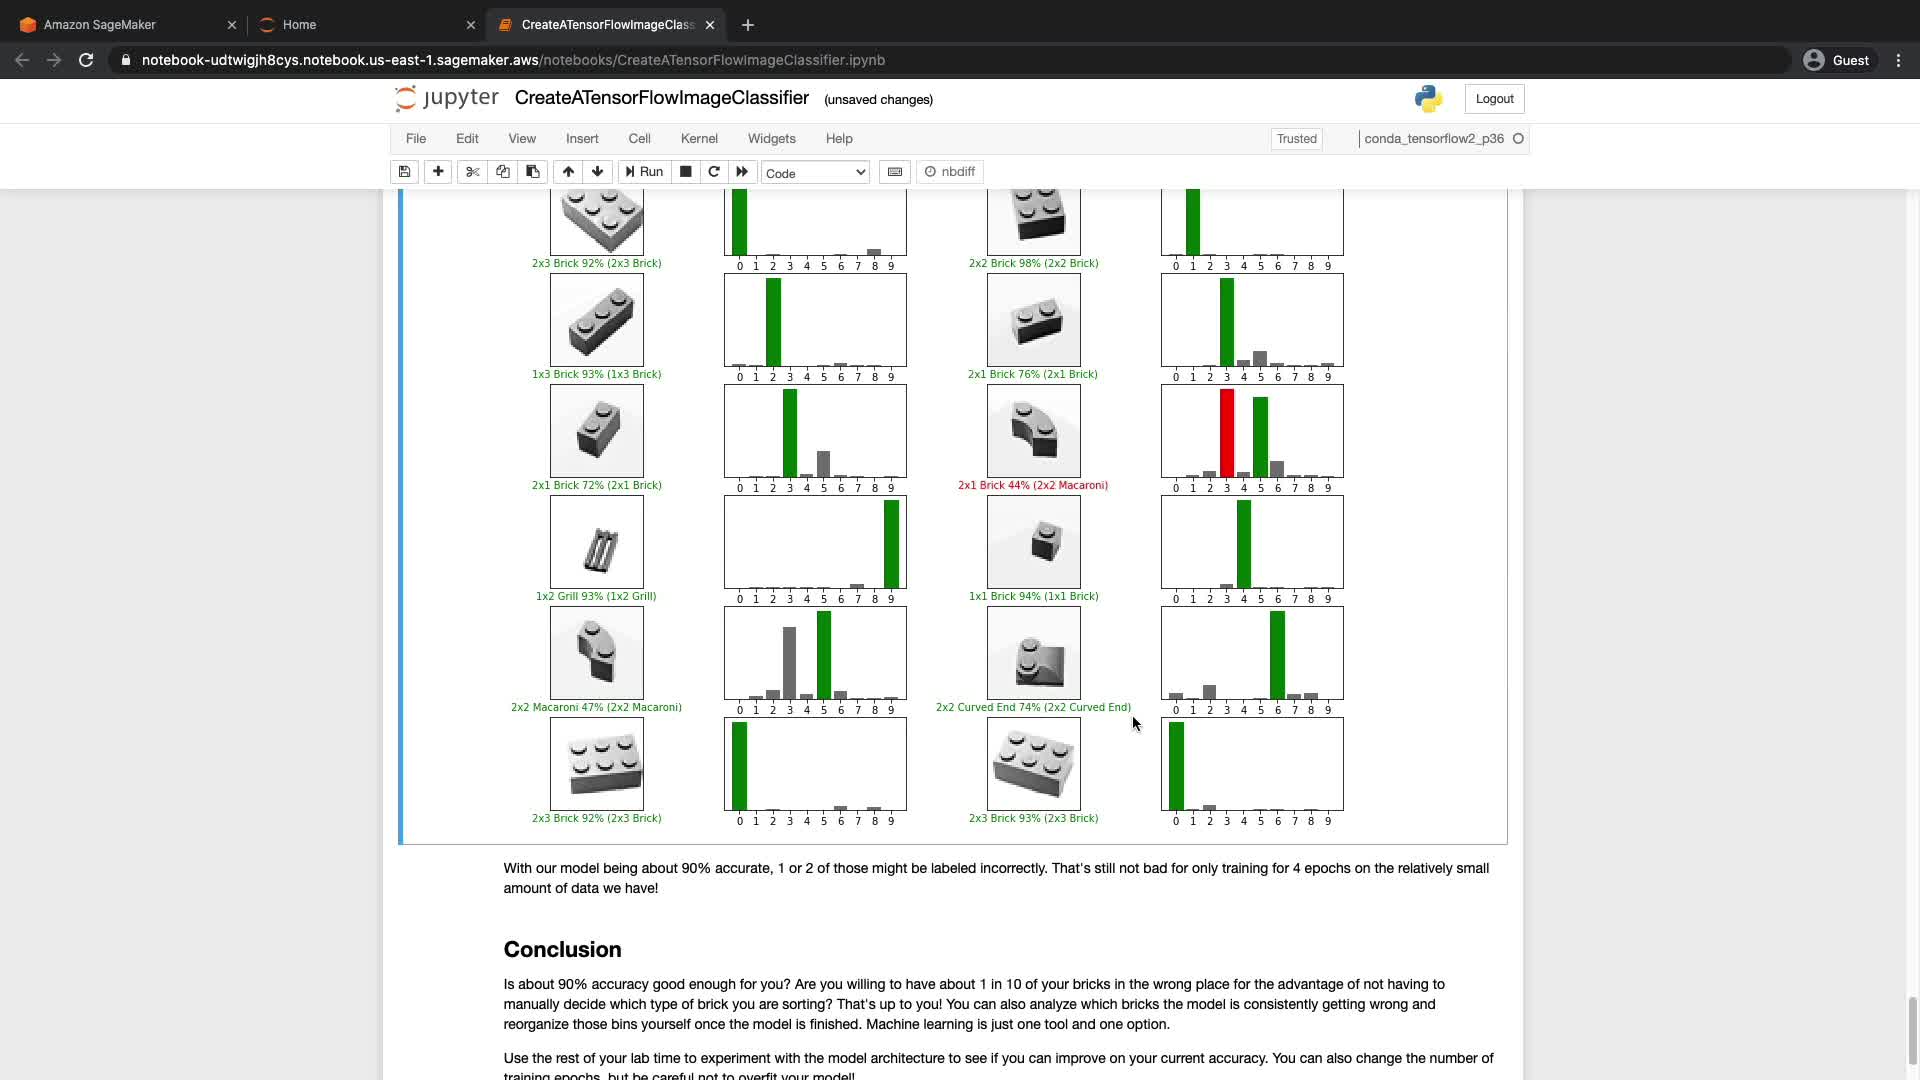 Amazon SageMaker
Home
CreateATensorFlowImageClass
notebook-udtwigjh8cys.notebook.us-east-1.sagemaker.aws/notebooks/CreateATensorFlowImageClassifier.ipynb
Guest
jupyter CreateATensorFlowImageClassifier (unsaved changes)
Logout
File Edit View Insert Cell Kernel Widgets Help
Trusted
conda_tensorflow2_p36
Run
Code
nbdiff
2x3 Brick 92% (2x3 Brick)
0 1 2 3 4 5 6 7 8 9
2x2 Brick 98% (2x2 Brick)
0 1 2 3 4 5 6 7 8 9
1x3 Brick 93% (1x3 Brick)
0 1 2 3 4 5 6 7 8 9
2x1 Brick 76% (2x1 Brick)
0 1 2 3 4 5 6 7 8 9
2x1 Brick 72% (2x1 Brick)
0 1 2 3 4 5 6 7 8 9
2x1 Brick 44% (2x2 Macaroni)
0 1 2 3 4 5 6 7 8 9
1x2 Grill 93% (1x2 Grill)
0 1 2 3 4 5 6 7 8 9
1x1 Brick 94% (1x1 Brick)
0 1 2 3 4 5 6 7 8 9
2x2 Macaroni 47% (2x2 Macaroni)
0 1 2 3 4 5 6 7 8 9
2x2 Curved End 74% (2x2 Curved End)
0 1 2 3 4 5 6 7 8 9
2x3 Brick 92% (2x3 Brick)
0 1 2 3 4 5 6 7 8 9
2x3 Brick 93% (2x3 Brick)
0 1 2 3 4 5 6 7 8 9
With our model being about 90% accurate, 1 or 2 of those might be labeled incorrectly. That's still not bad for only training for 4 epochs on the relatively small
amount of data we have!
Conclusion
Is about 90% accuracy good enough for you? Are you willing to have about 1 in 10 of your bricks in the wrong place for the advantage of not having to
manually decide which type of brick you are sorting? That's up to you! You can also analyze which bricks the model is consistently getting wrong and
reorganize those bins yourself once the model is finished. Machine learning is just one tool and one option.
Use the rest of your lab time to experiment with the model architecture to see if you can improve on your current accuracy. You can also change the number of
training epochs, but be careful not to overfit your model!